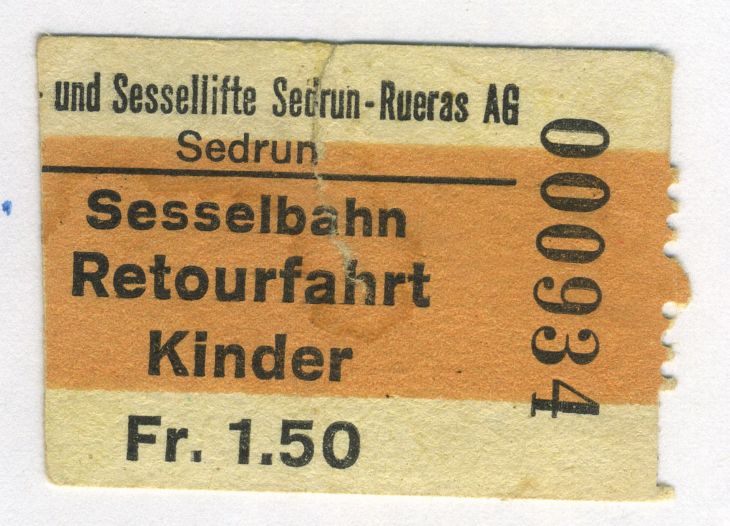 und Sessellifte Sedrun-Rueras AG
Sedrun
Sesselbahn
Retourfahrt
Kinder
Fr. 1.50
000934